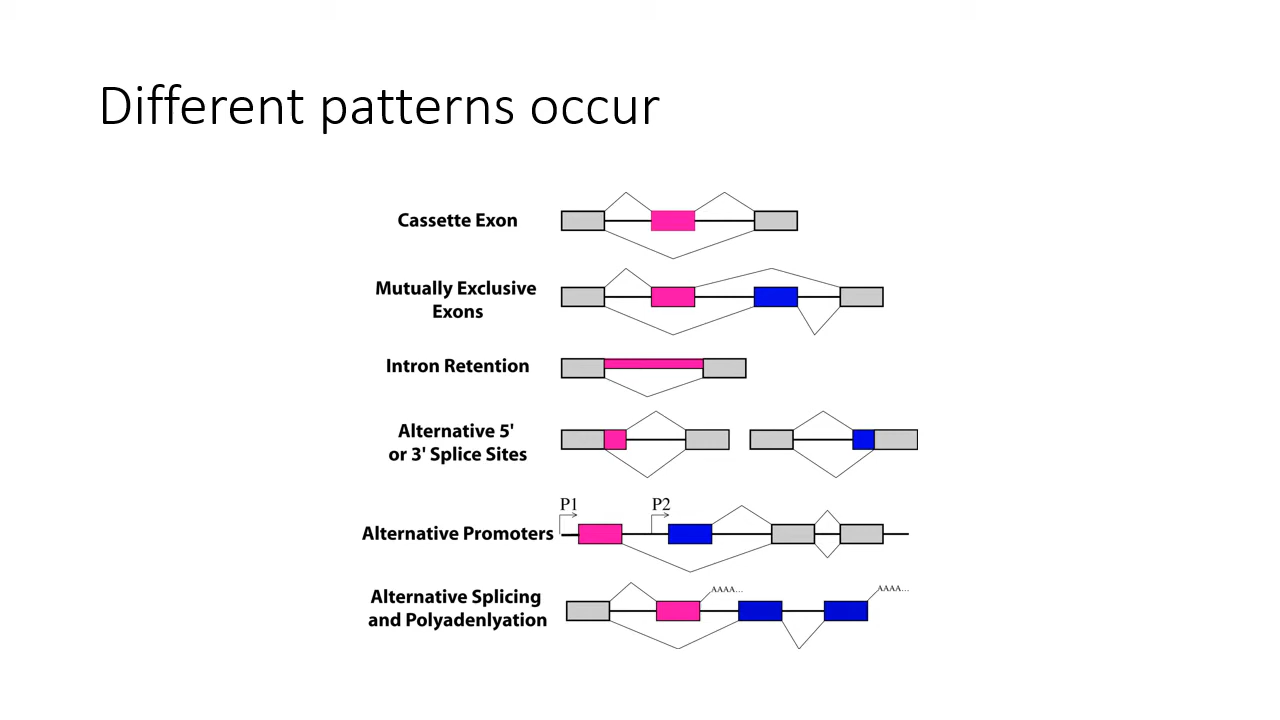 Different patterns occur
Cassette Exon
Mutually Exclusive
Exons
Intron Retention
Alternative 5'
or 3' Splice Sites
P1
P2
Alternative Promoters
AAAA...
AAAA...
Alternative Splicing
and Polyadenlyation